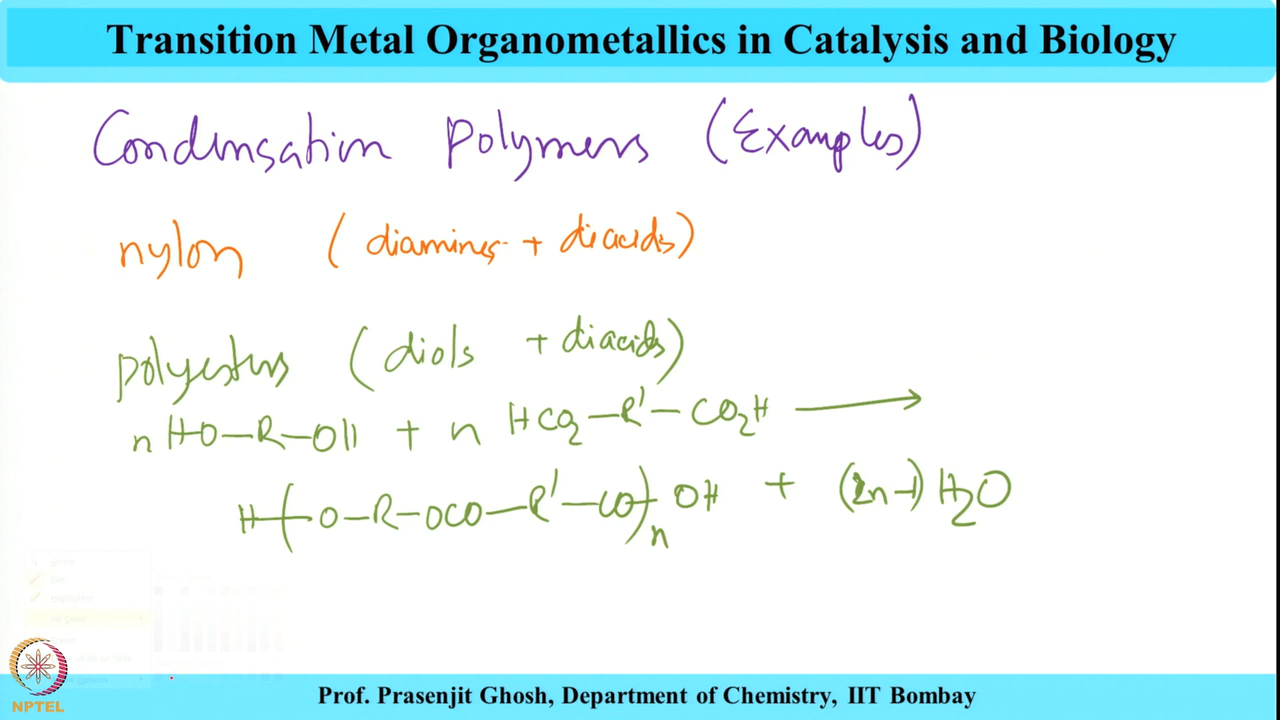 Transition Metal Organometallics in Catalysis and Biology
Condensation Polymers (Examples)
nylon (diamines + diacids)
polyesters (diols + diacids)
n HO-R-OH + n HCO₂-R'-CO₂H ⟶
H(-O-R-OCO-R'-CO)ₙ OH + (2n-1) H₂O
Prof. Prasenjit Ghosh, Department of Chemistry, IIT Bombay
NPTEL